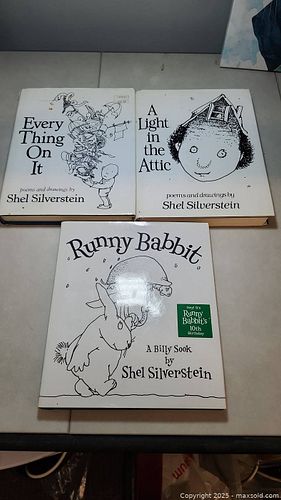 Every
Thing
On
It
poems and drawings by
Shel Silverstein
A
Light
in the
Attic
poems and drawings by
Shel Silverstein
Runny Babbit
Runny
Babbit's
10th
Birthday
A Billy Sook
by
Shel Silverstein
Copyright 2025 - maxsold.com